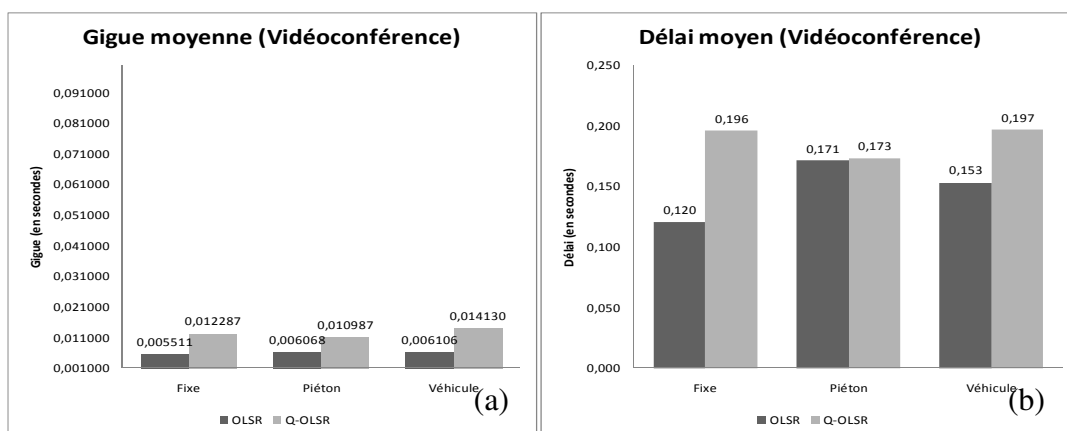 Gigue moyenne (Vidéoconférence)
Gigue (en secondes)
0,091000
0,081000
0,071000
0,061000
0,051000
0,041000
0,031000
0,021000
0,011000
0,001000
0,005511
0,012287
0,006068
0,010987
0,006106
0,014130
Fixe
Piéton
Véhicule
OLSR
Q-OLSR
(a)
Délai moyen (Vidéoconférence)
Délai (en secondes)
0,250
0,200
0,150
0,100
0,050
0,000
0,120
0,196
0,171
0,173
0,153
0,197
Fixe
Piéton
Véhicule
OLSR
Q-OLSR
(b)